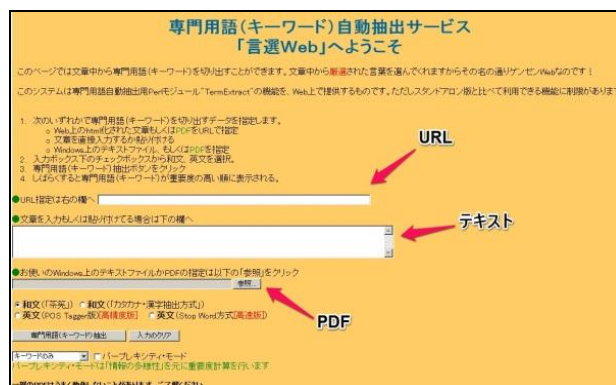 専門用語(キーワード)自動抽出サービス
「言選Web」へようこそ
このページでは文章中から専門用語(キーワード)を切り出すことができます。文章中から厳選された言葉を選んでくれますからその名の通りゲンセンWebなのです!
このシステムは専門用語自動抽出用Perlモジュール"TermExtract"の機能を、Web上で提供するものです。ただしスタンドアロン版と比べて利用できる機能に制限があります
1. 次のいずれかで専門用語(キーワード)を切り出すデータを指定します。
o Web上のhtml化された文章もしくはPDFをURLで指定
o 文章を直接入力するか貼り付ける
o Windows上のテキストファイル、もしくはPDFを指定
2. 入力ボックス下のチェックボックスから和文、英文を選択。
3. 専門用語(キーワード)抽出ボタンをクリック
4. しばらくすると専門用語(キーワード)が重要度の高い順に表示される。
URL
●URL指定は右の欄へ
●文章を入力もしくは貼り付けてる場合は下の欄へ
テキスト
●お使いのWindows上のテキストファイルかPDFの指定は以下の「参照」をクリック
参照...
PDF
和文(「茶筌」) 和文(「カタカナ・漢字抽出方式」)
英文(POS Tagger版)[高精度版] 英文(Stop Word方式[高速版])
専門用語(キーワード)抽出 入力のクリア
キーワードのみ パープレキシティ・モード
パープレキシティ・モードは「情報の多様性」を元に重要度計算を行います